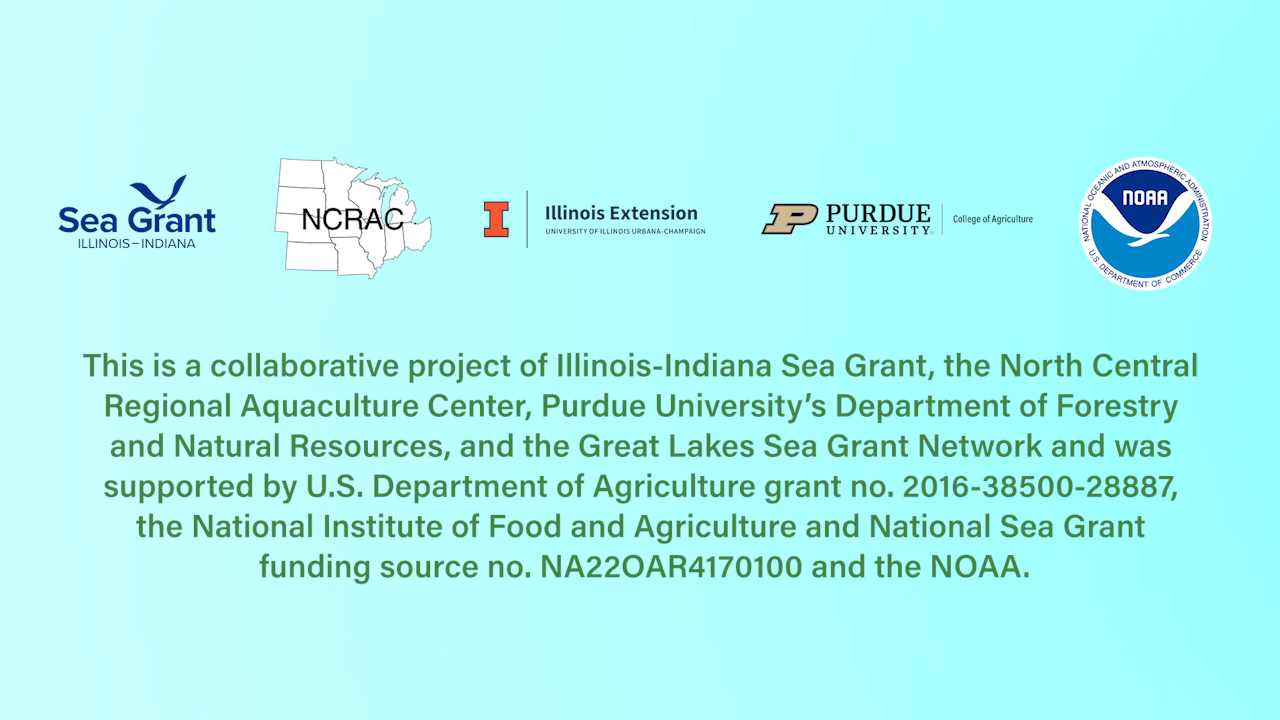 Sea Grant
ILLINOIS–INDIANA
NCRAC
I
Illinois Extension
UNIVERSITY OF ILLINOIS URBANA-CHAMPAIGN
P
PURDUE
UNIVERSITY®
College of Agriculture
NATIONAL OCEANIC AND ATMOSPHERIC ADMINISTRATION
NOAA
U.S. DEPARTMENT OF COMMERCE
This is a collaborative project of Illinois-Indiana Sea Grant, the North Central
Regional Aquaculture Center, Purdue University’s Department of Forestry
and Natural Resources, and the Great Lakes Sea Grant Network and was
supported by U.S. Department of Agriculture grant no. 2016-38500-28887,
the National Institute of Food and Agriculture and National Sea Grant
funding source no. NA22OAR4170100 and the NOAA.